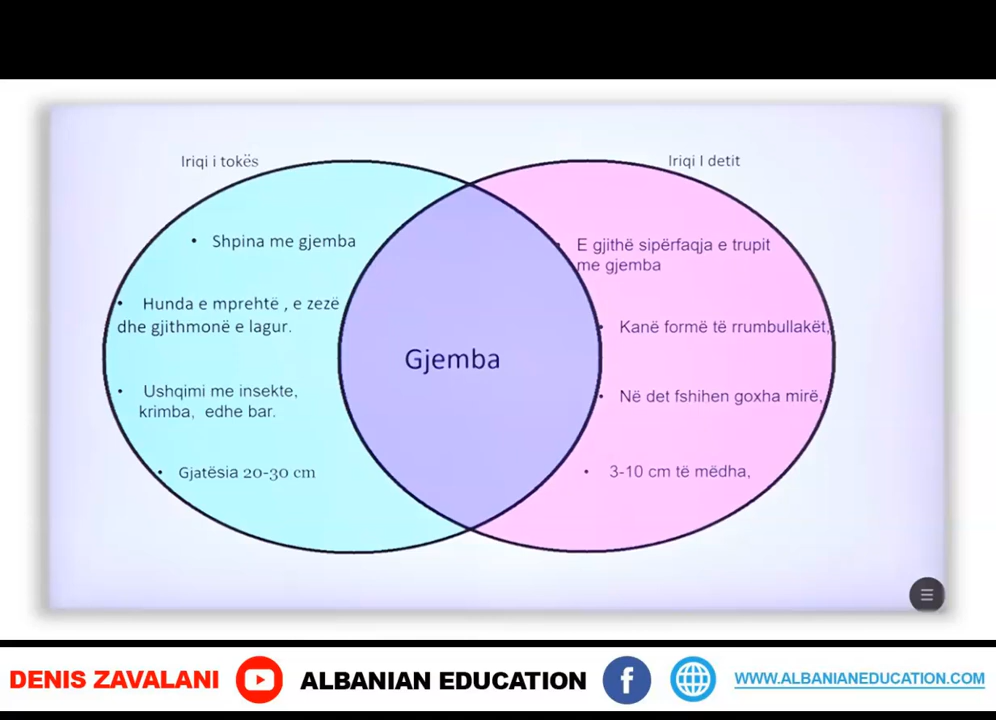 Iriqi i tokës
Iriqi I detit
• Shpina me gjemba
• Hunda e mprehtë , e zezë
dhe gjithmonë e lagur.
• Ushqimi me insekte,
krimba, edhe bar.
• Gjatësia 20-30 cm
Gjemba
• E gjithë sipërfaqja e trupit
me gjemba
• Kanë formë të rrumbullakët,
• Në det fshihen goxha mirë,
• 3-10 cm të mëdha,
DENIS ZAVALANI
ALBANIAN EDUCATION
f
WWW.ALBANIANEDUCATION.COM